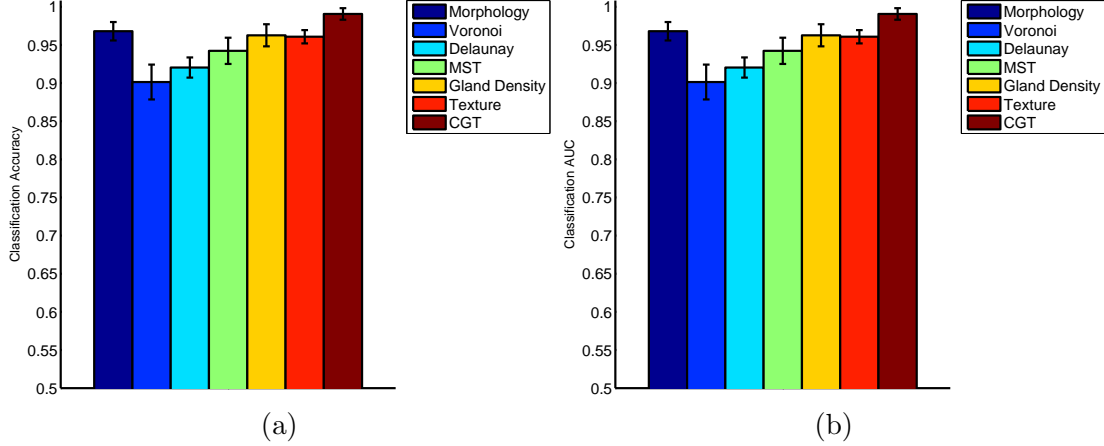 1
0.95
0.9
0.85
0.8
0.75
0.7
0.65
0.6
0.55
0.5
Classification Accuracy
Morphology
Voronoi
Delaunay
MST
Gland Density
Texture
CGT
(a)
1
0.95
0.9
0.85
0.8
0.75
0.7
0.65
0.6
0.55
0.5
Classification AUC
Morphology
Voronoi
Delaunay
MST
Gland Density
Texture
CGT
(b)